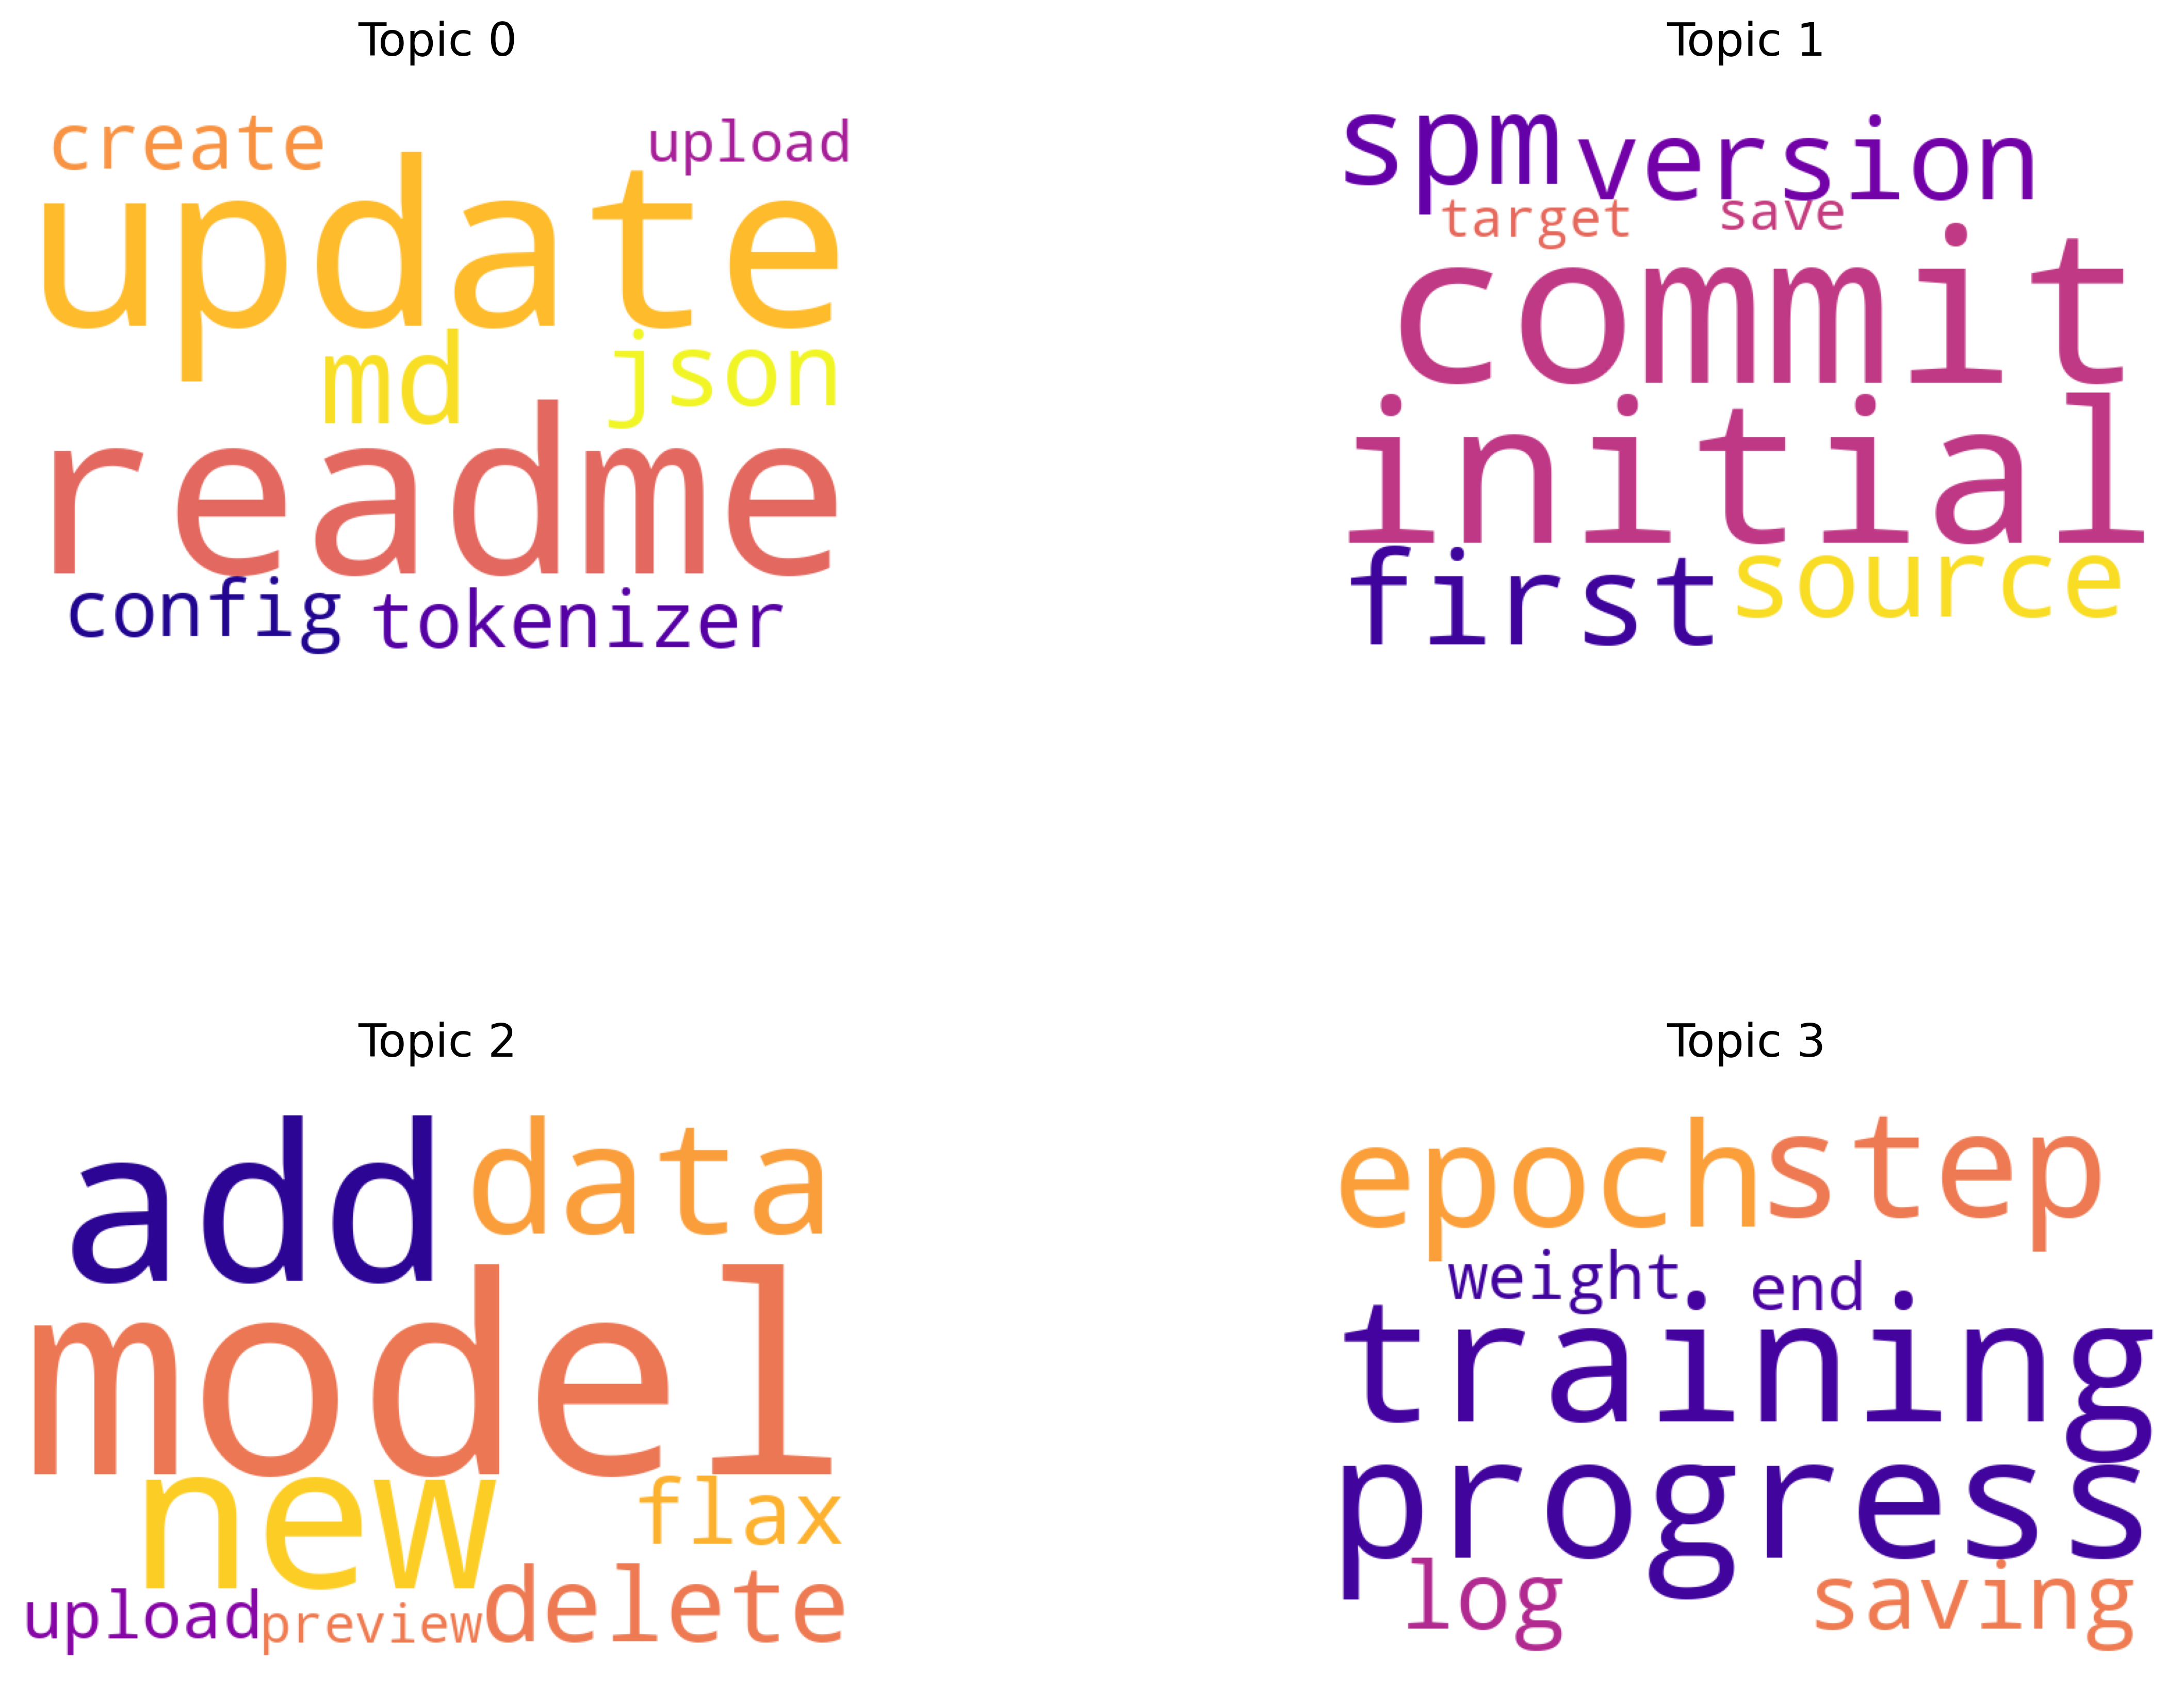 Topic 0
create upload
update
md json
readme
config tokenizer
Topic 1
spm version
target save
commit
initial
first source
Topic 2
add data
model
new flax
upload preview delete
Topic 3
epoch step
weight end
training
progress
log saving